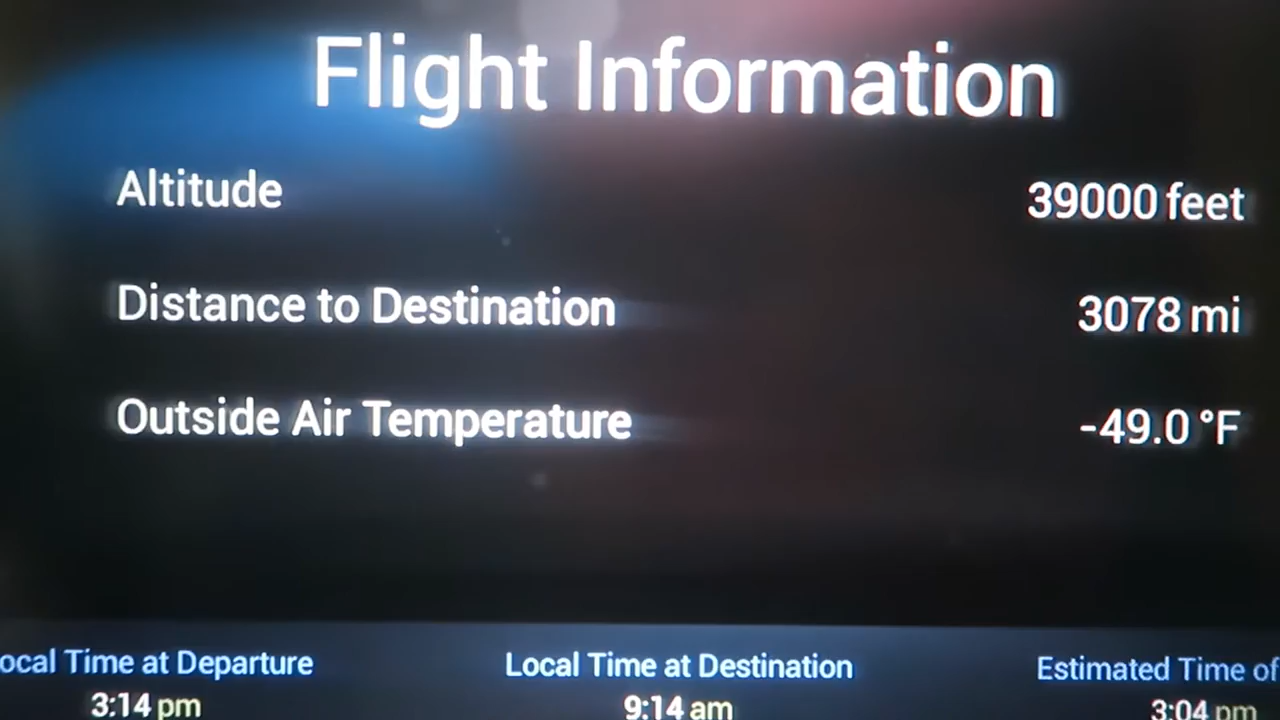 Flight Information
Altitude 39000 feet
Distance to Destination 3078 mi
Outside Air Temperature -49.0 °F
ocal Time at Departure Local Time at Destination Estimated Time of
3:14 pm 9:14 am 3:04 pm